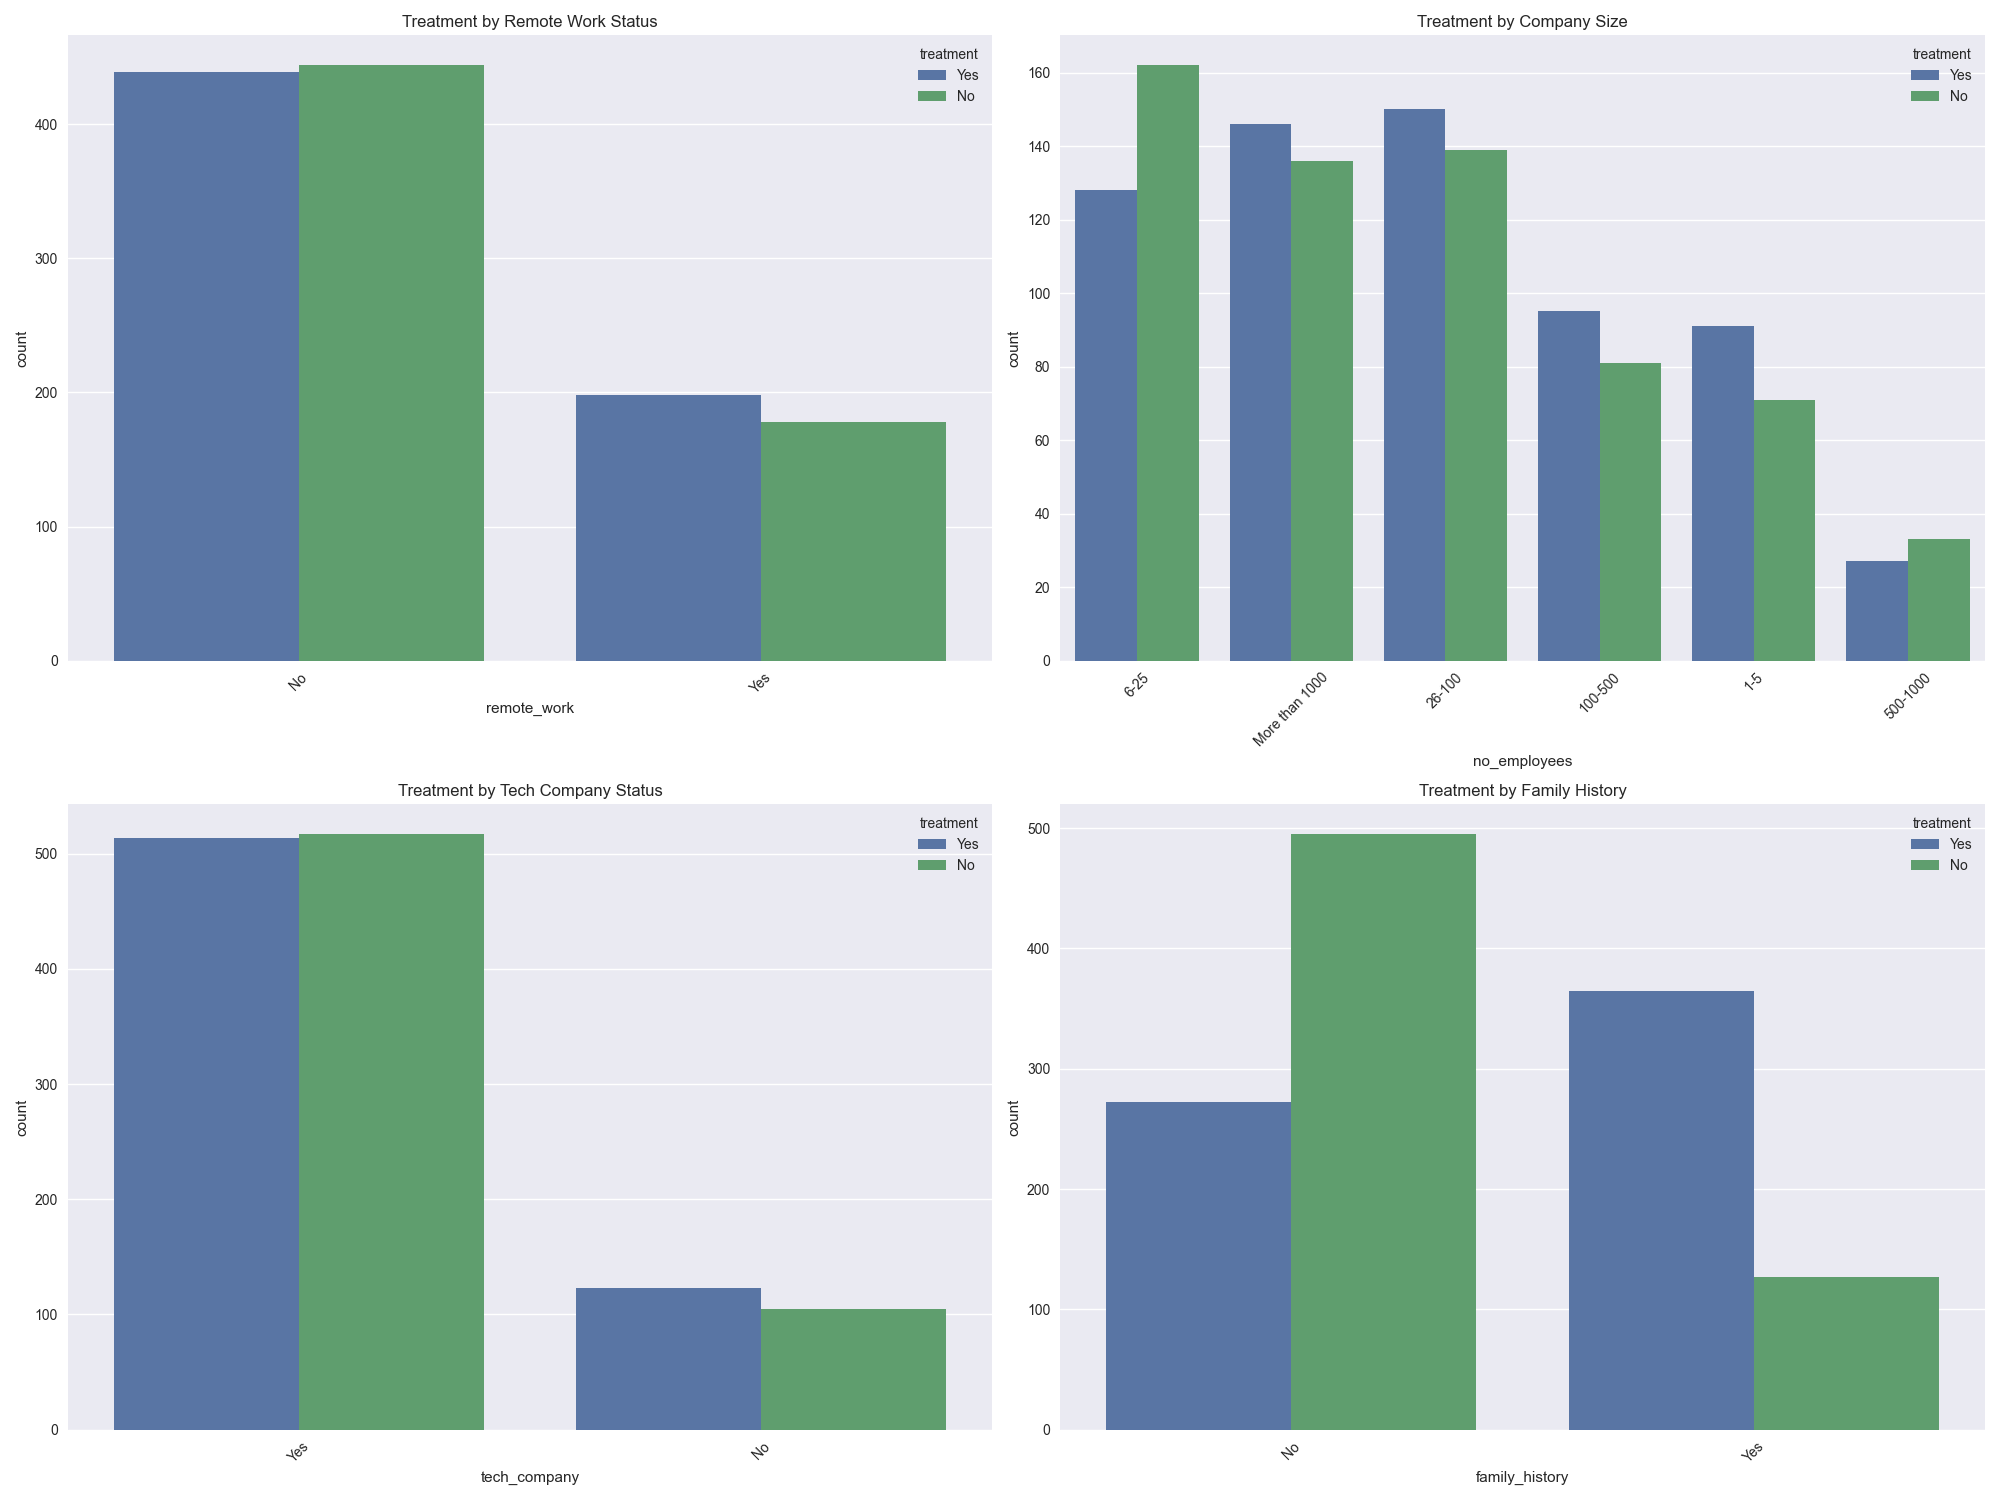 Treatment by Remote Work Status
treatment
Yes
No
400
300
200
100
0
count
No
Yes
remote_work
Treatment by Company Size
treatment
Yes
No
160
140
120
100
80
60
40
20
0
count
6-25
More than 1000
26-100
100-500
1-5
500-1000
no_employees
Treatment by Tech Company Status
treatment
Yes
No
500
400
300
200
100
0
count
Yes
No
tech_company
Treatment by Family History
treatment
Yes
No
500
400
300
200
100
0
count
No
Yes
family_history